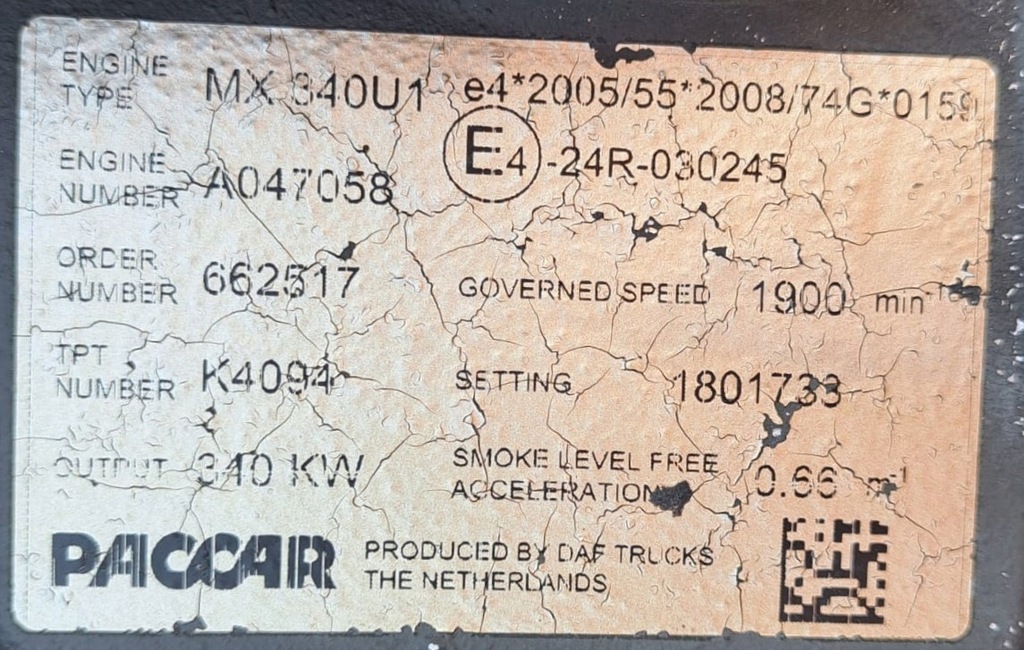 ENGINE TYPE MX 340U1 e4*2005/55*2008/74G*0159
E4 -24R-030245
ENGINE NUMBER A047058
ORDER NUMBER 662517
GOVERNED SPEED 1900 min-1
TPT NUMBER K4094
SETTING 1801733
OUTPUT 340 KW
SMOKE LEVEL FREE ACCELERATION 0.66 m-1
PACCAR
PRODUCED BY DAF TRUCKS
THE NETHERLANDS